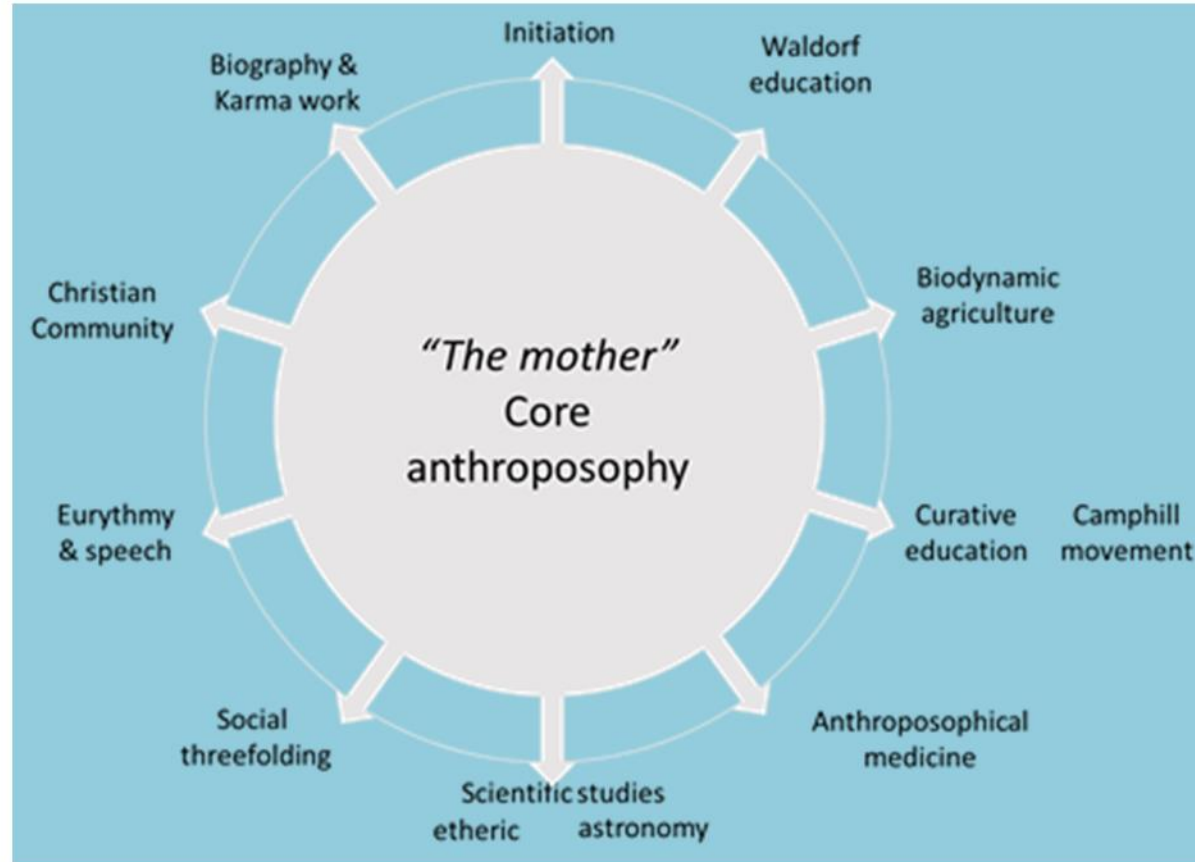 Initiation
Waldorf
education
Biodynamic
agriculture
Curative
education
Camphill
movement
Anthroposophical
medicine
Scientific studies
etheric astronomy
Social
threefolding
Eurythmy
& speech
Christian
Community
Biography &
Karma work
“The mother”
Core
anthroposophy